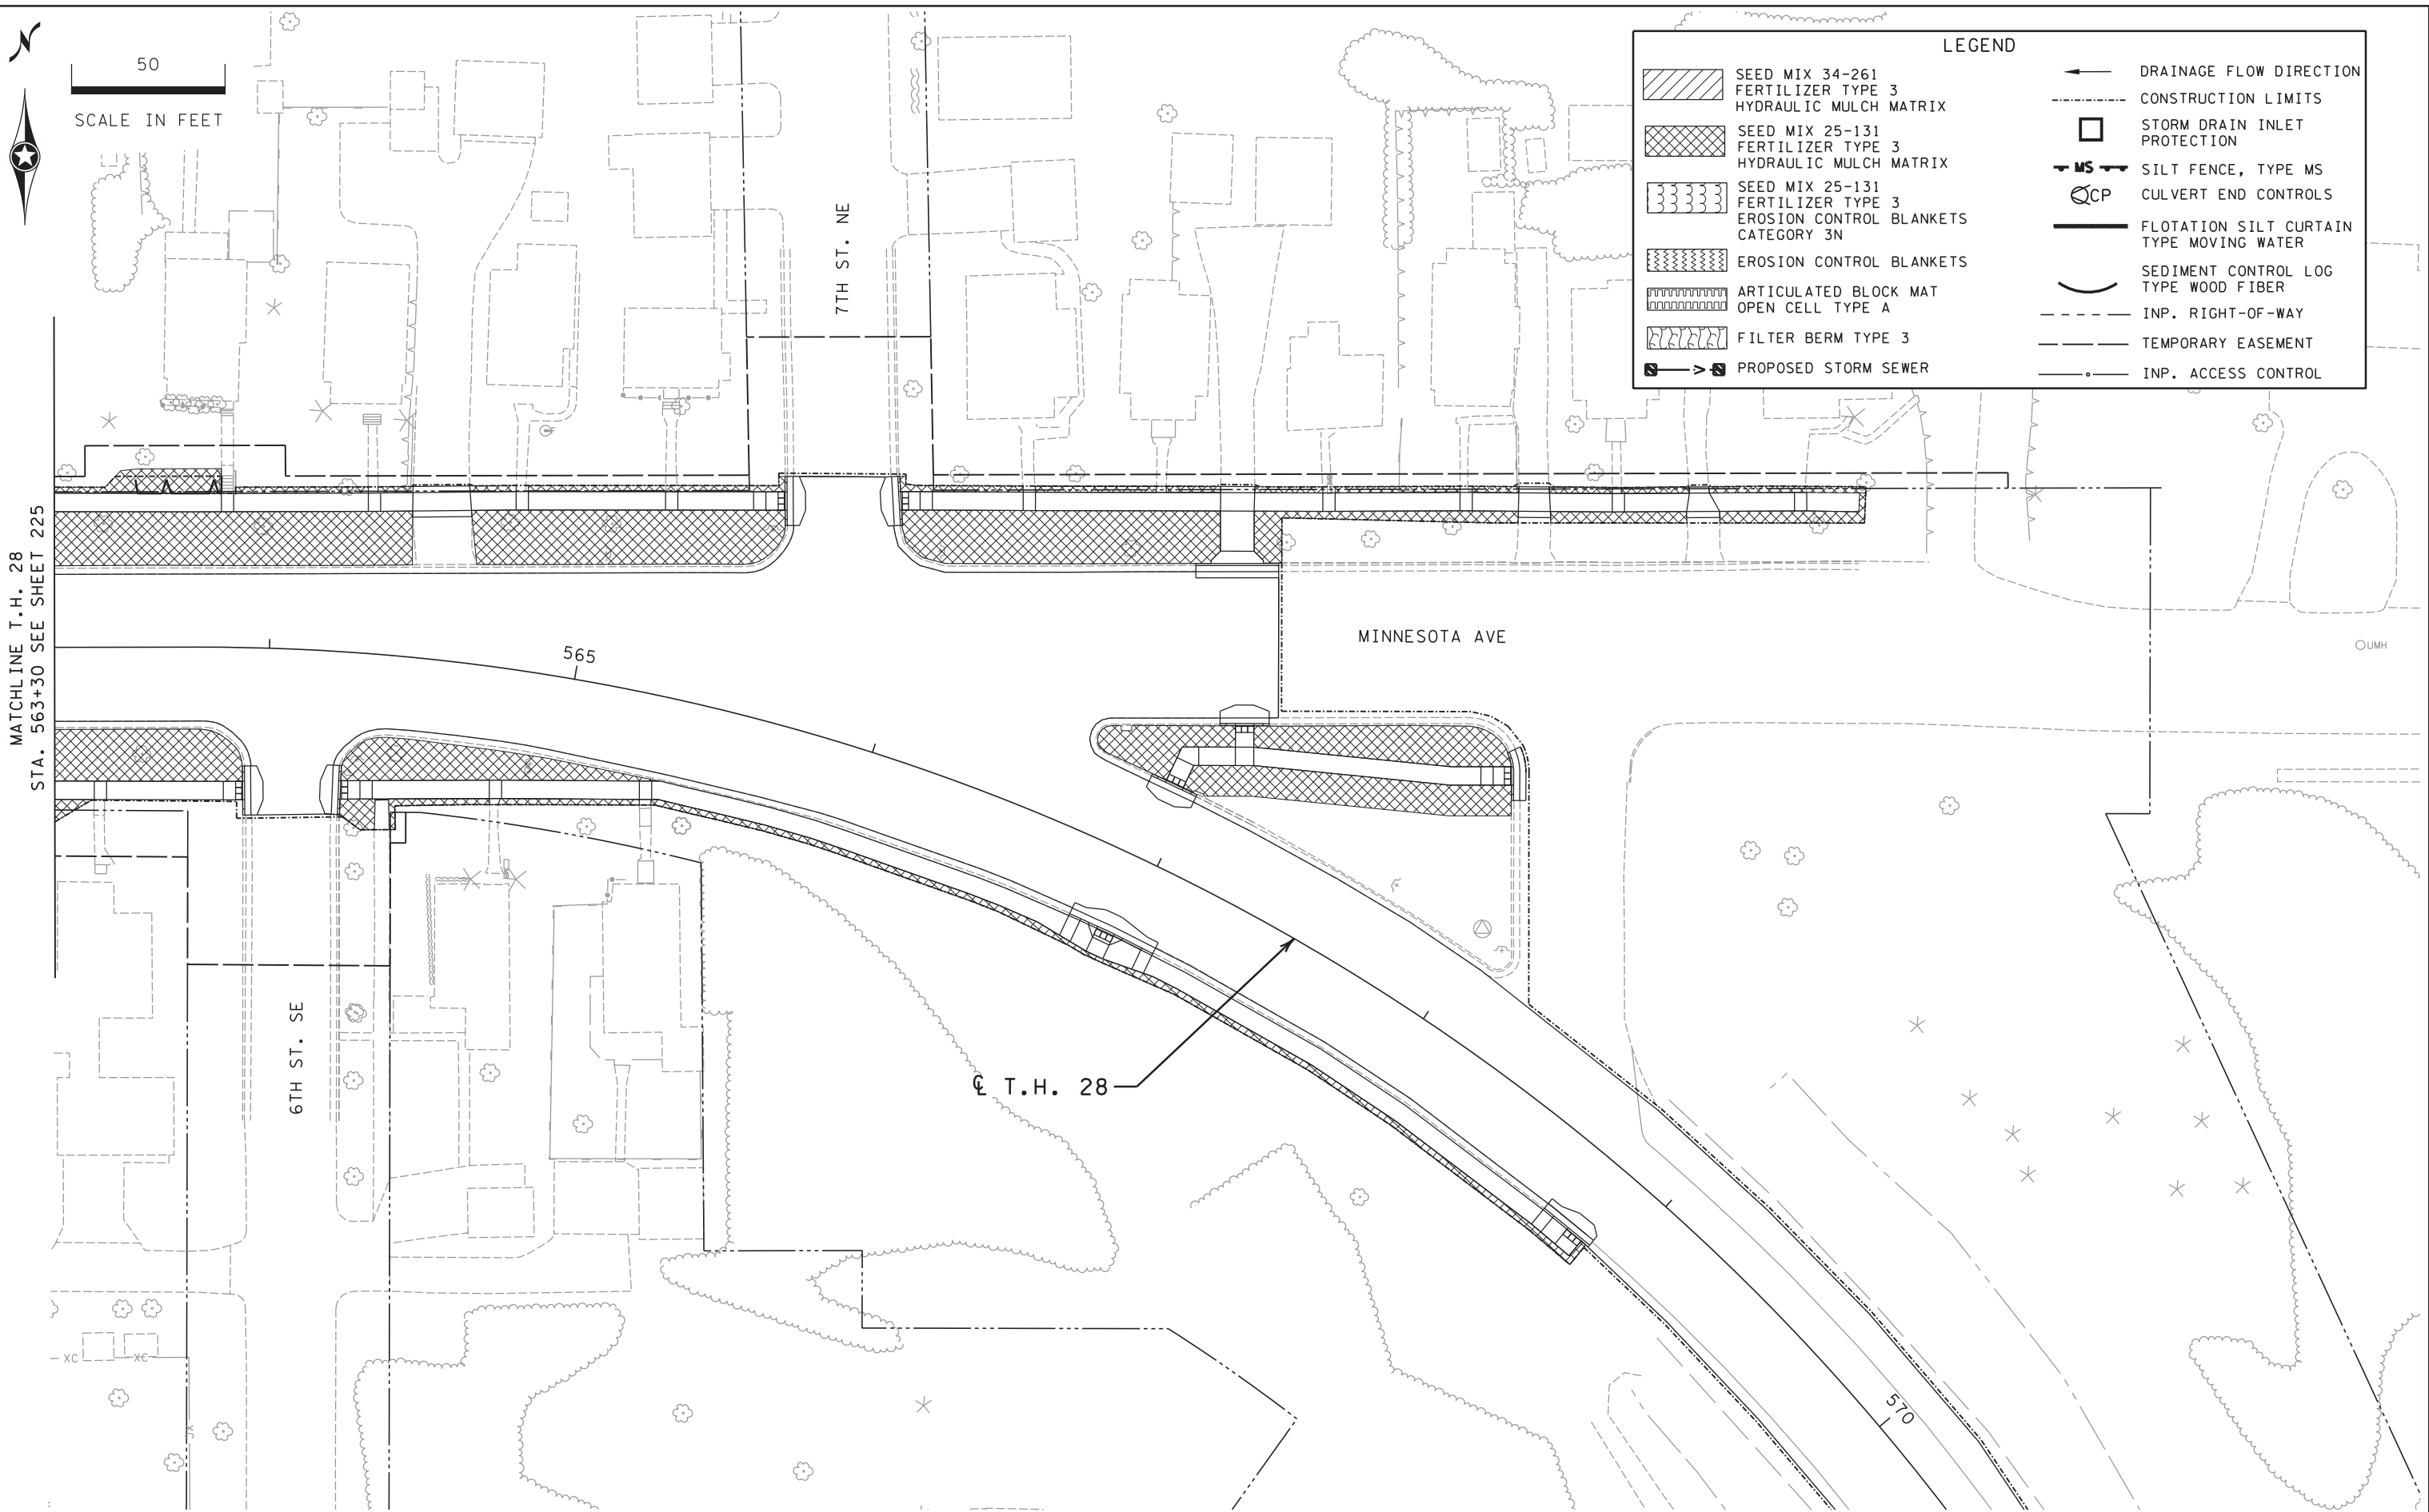 N
50
SCALE IN FEET
LEGEND
SEED MIX 34-261
FERTILIZER TYPE 3
HYDRAULIC MULCH MATRIX
SEED MIX 25-131
FERTILIZER TYPE 3
HYDRAULIC MULCH MATRIX
SEED MIX 25-131
FERTILIZER TYPE 3
EROSION CONTROL BLANKETS
CATEGORY 3N
EROSION CONTROL BLANKETS
ARTICULATED BLOCK MAT
OPEN CELL TYPE A
FILTER BERM TYPE 3
PROPOSED STORM SEWER
DRAINAGE FLOW DIRECTION
CONSTRUCTION LIMITS
STORM DRAIN INLET
PROTECTION
MS SILT FENCE, TYPE MS
CP CULVERT END CONTROLS
FLOTATION SILT CURTAIN
TYPE MOVING WATER
SEDIMENT CONTROL LOG
TYPE WOOD FIBER
INP. RIGHT-OF-WAY
TEMPORARY EASEMENT
INP. ACCESS CONTROL
7TH ST. NE
MATCHLINE T.H. 28
STA. 563+30 SEE SHEET 225
565
MINNESOTA AVE
UMH
6TH ST. SE
℄ T.H. 28
XC
XC
570